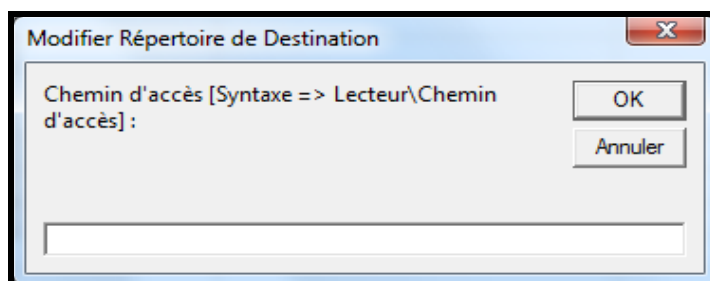 Modifier Répertoire de Destination
Chemin d'accès [Syntaxe => Lecteur\Chemin
d'accès] :
OK
Annuler